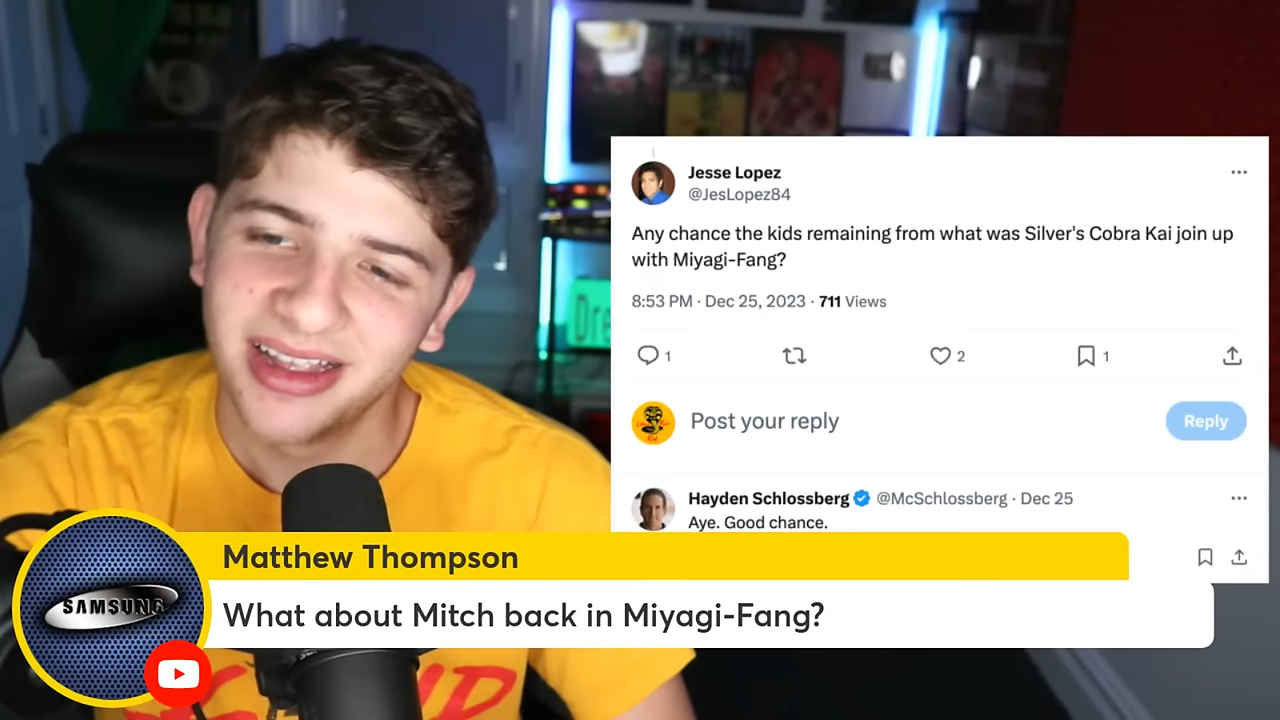 Jesse Lopez
@JesLopez84
Any chance the kids remaining from what was Silver's Cobra Kai join up
with Miyagi-Fang?
8:53 PM · Dec 25, 2023 · 711 Views
1
2
1
Post your reply
Reply
Hayden Schlossberg @McSchlossberg · Dec 25
Aye. Good chance.
Matthew Thompson
SAMSUNG
What about Mitch back in Miyagi-Fang?
Dre